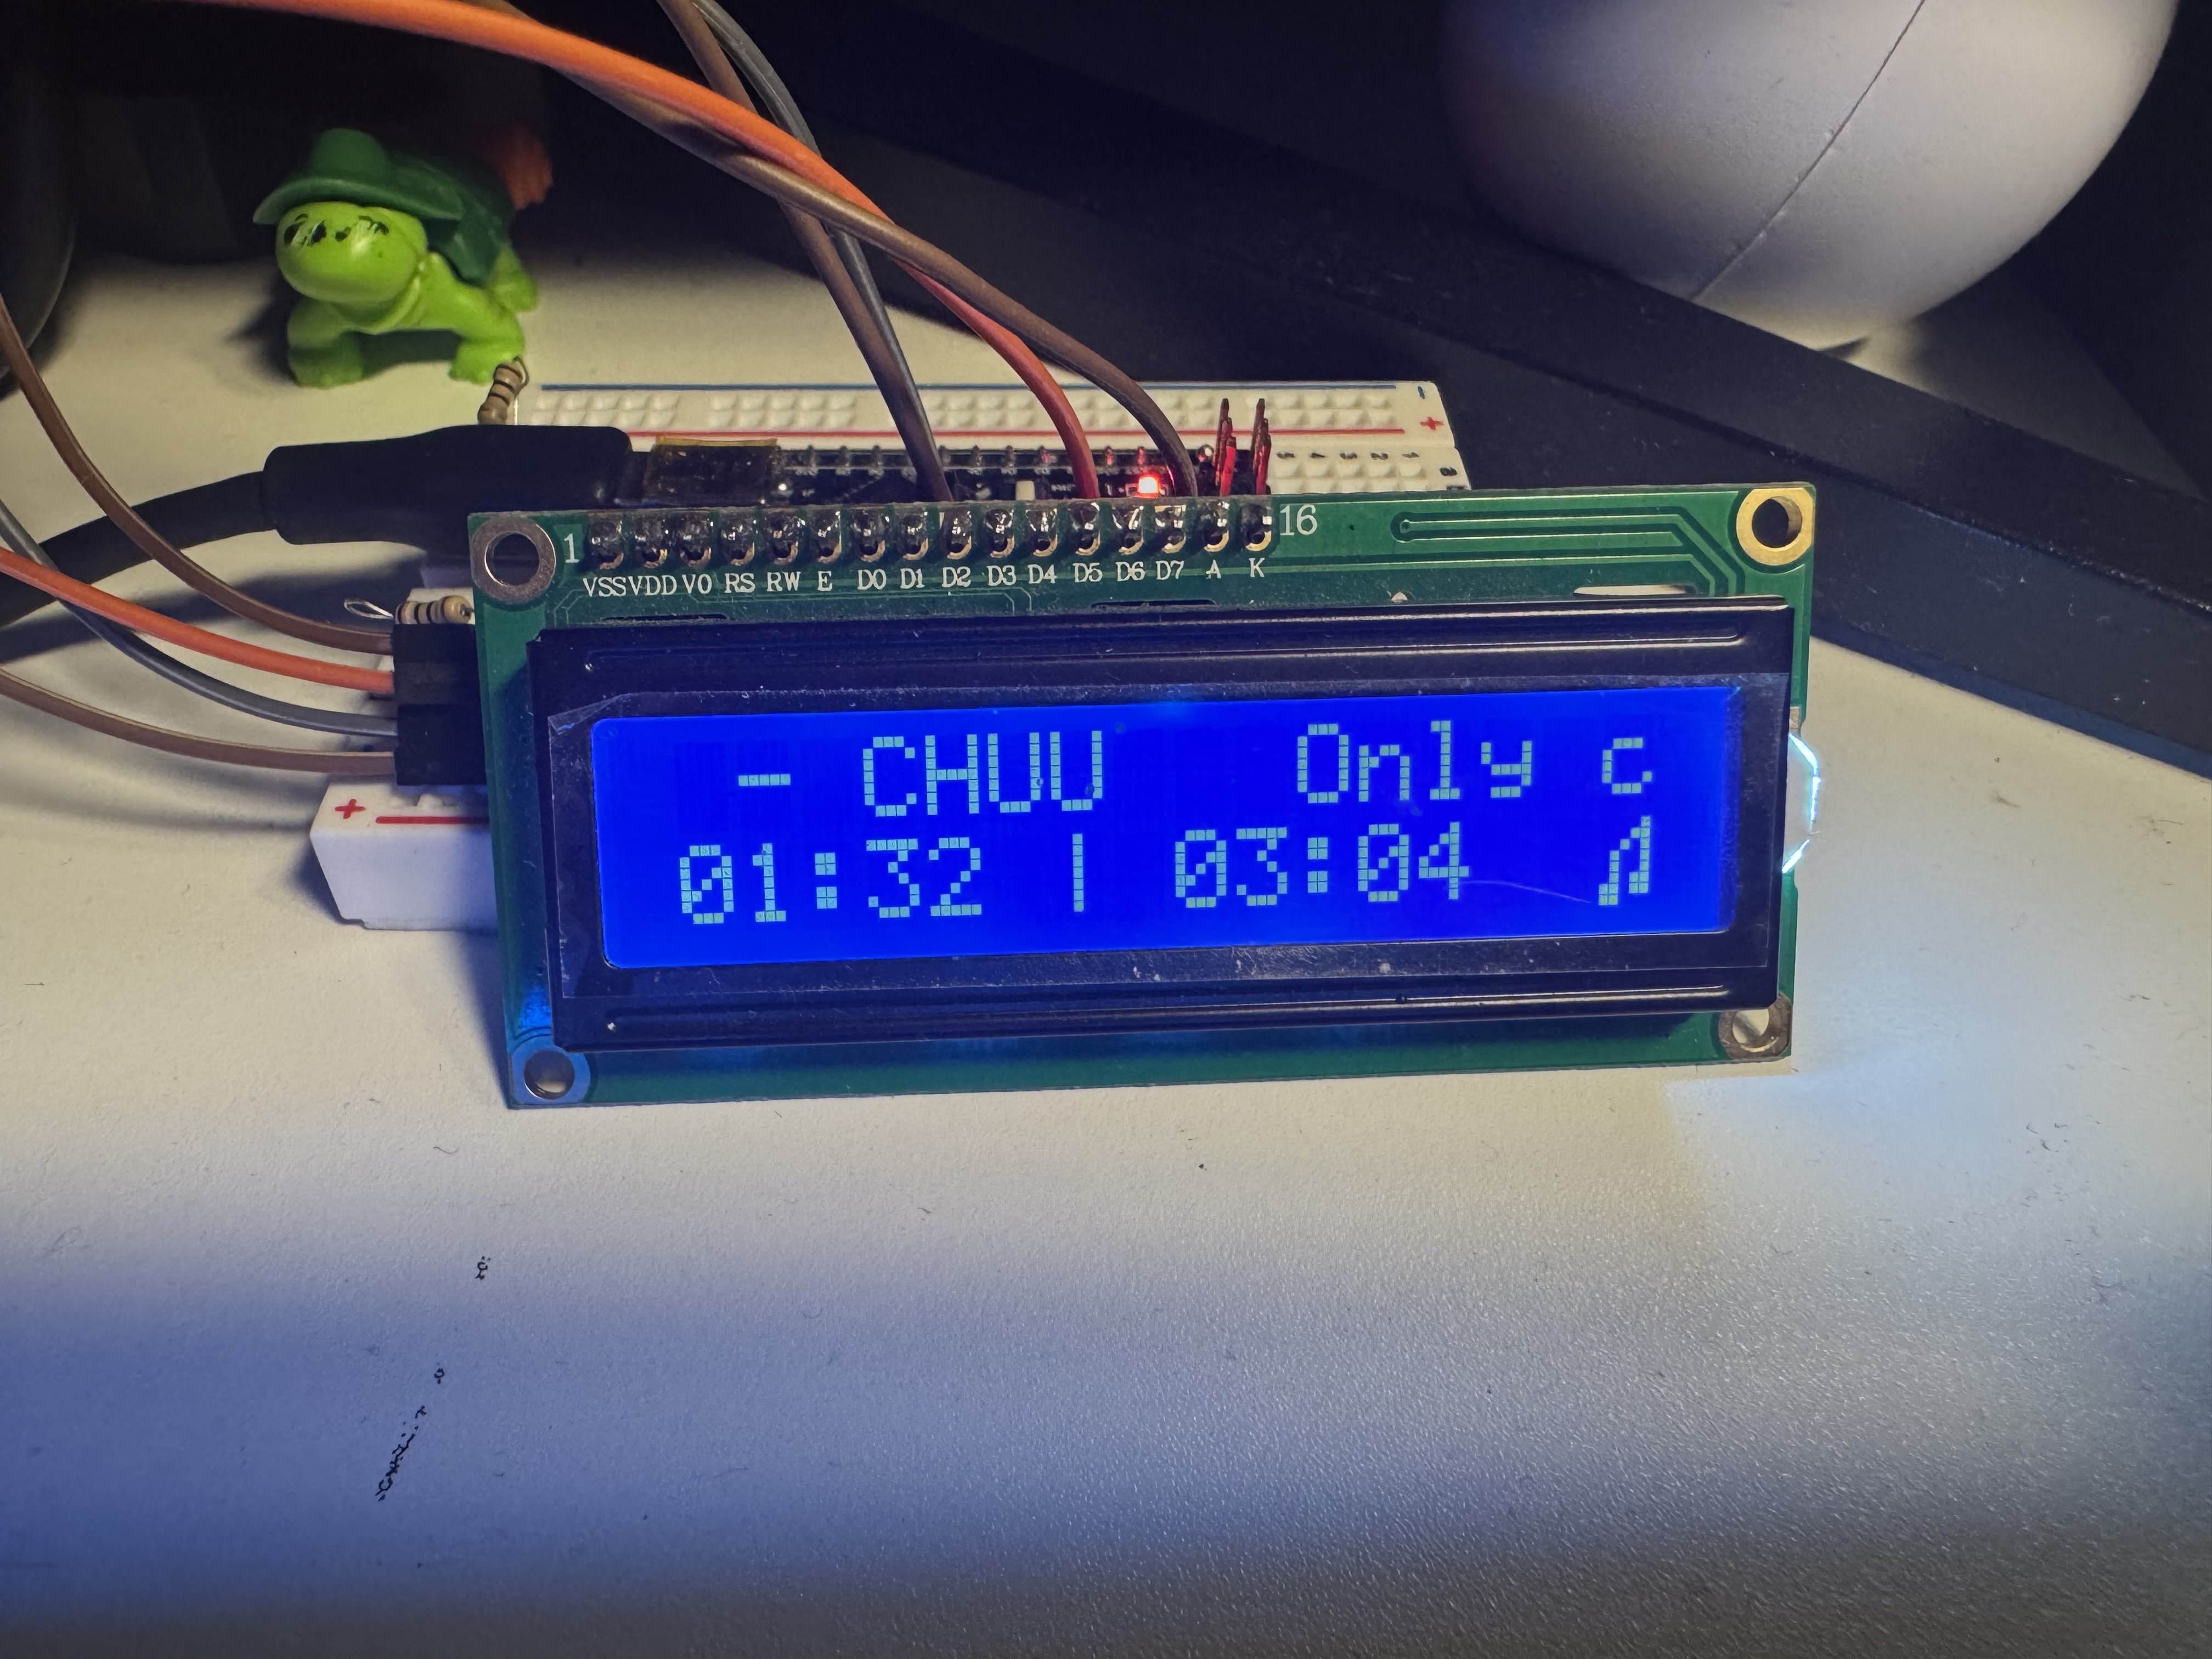 1 16
VSS VDD V0 RS RW E D0 D1 D2 D3 D4 D5 D6 D7 A K
- CHUU   Only c
01:32 | 03:04 ♫